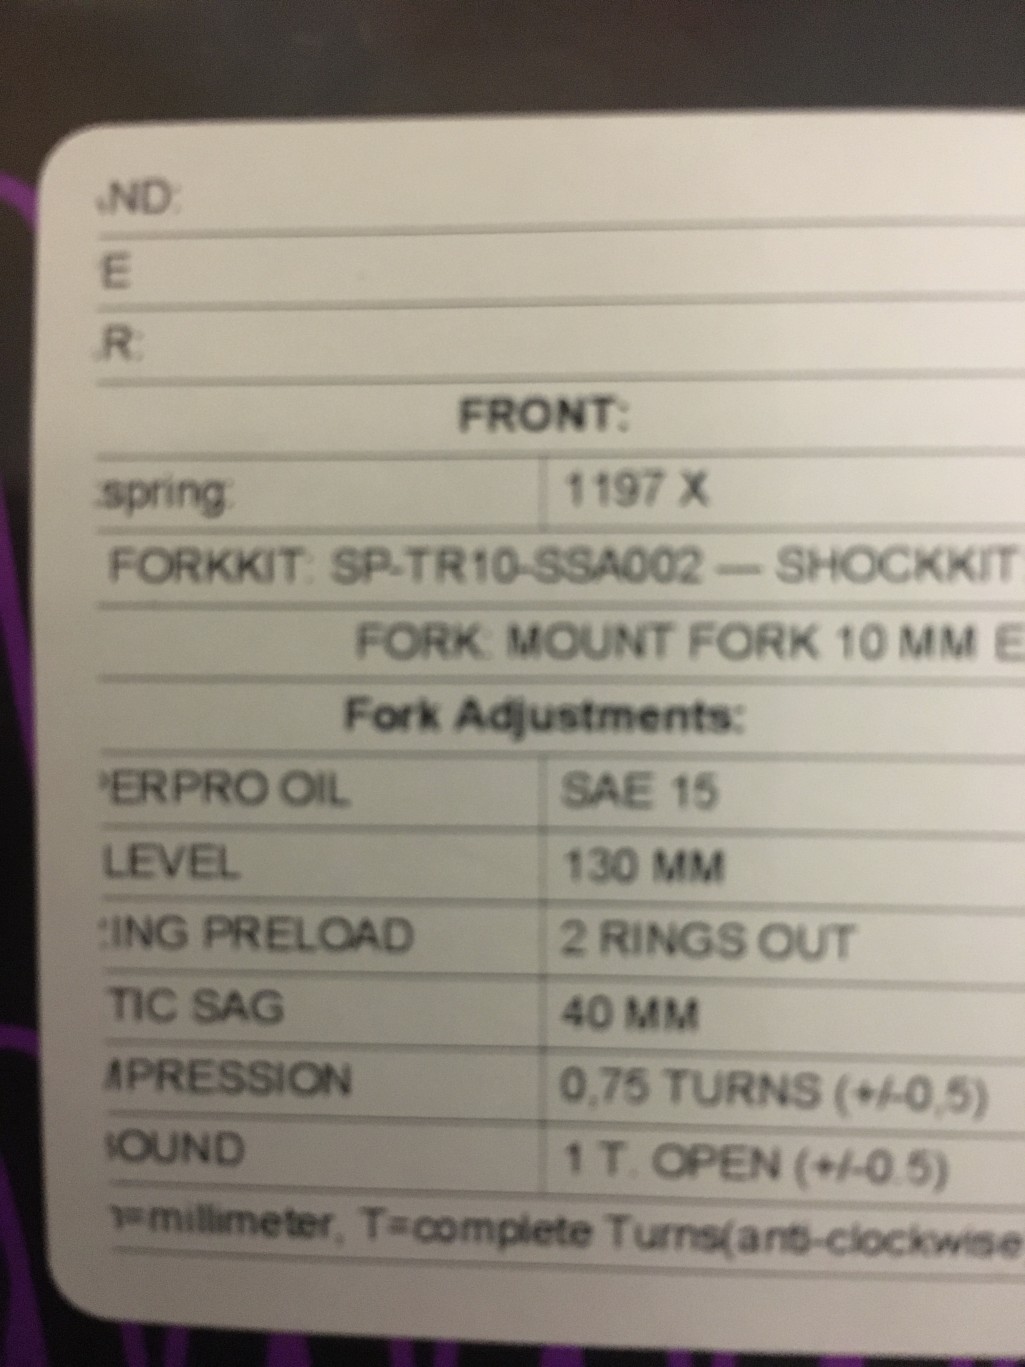 ND:
E
R:
FRONT:
spring: 1197 X
FORKKIT: SP-TR10-SSA002 — SHOCKKIT:
FORK: MOUNT FORK 10 MM E
Fork Adjustments:
ERPRO OIL SAE 15
LEVEL 130 MM
ING PRELOAD 2 RINGS OUT
TIC SAG 40 MM
MPRESSION 0,75 TURNS (+/-0,5)
OUND 1 T. OPEN (+/-0.5)
=millimeter, T=complete Turns(anti-clockwise